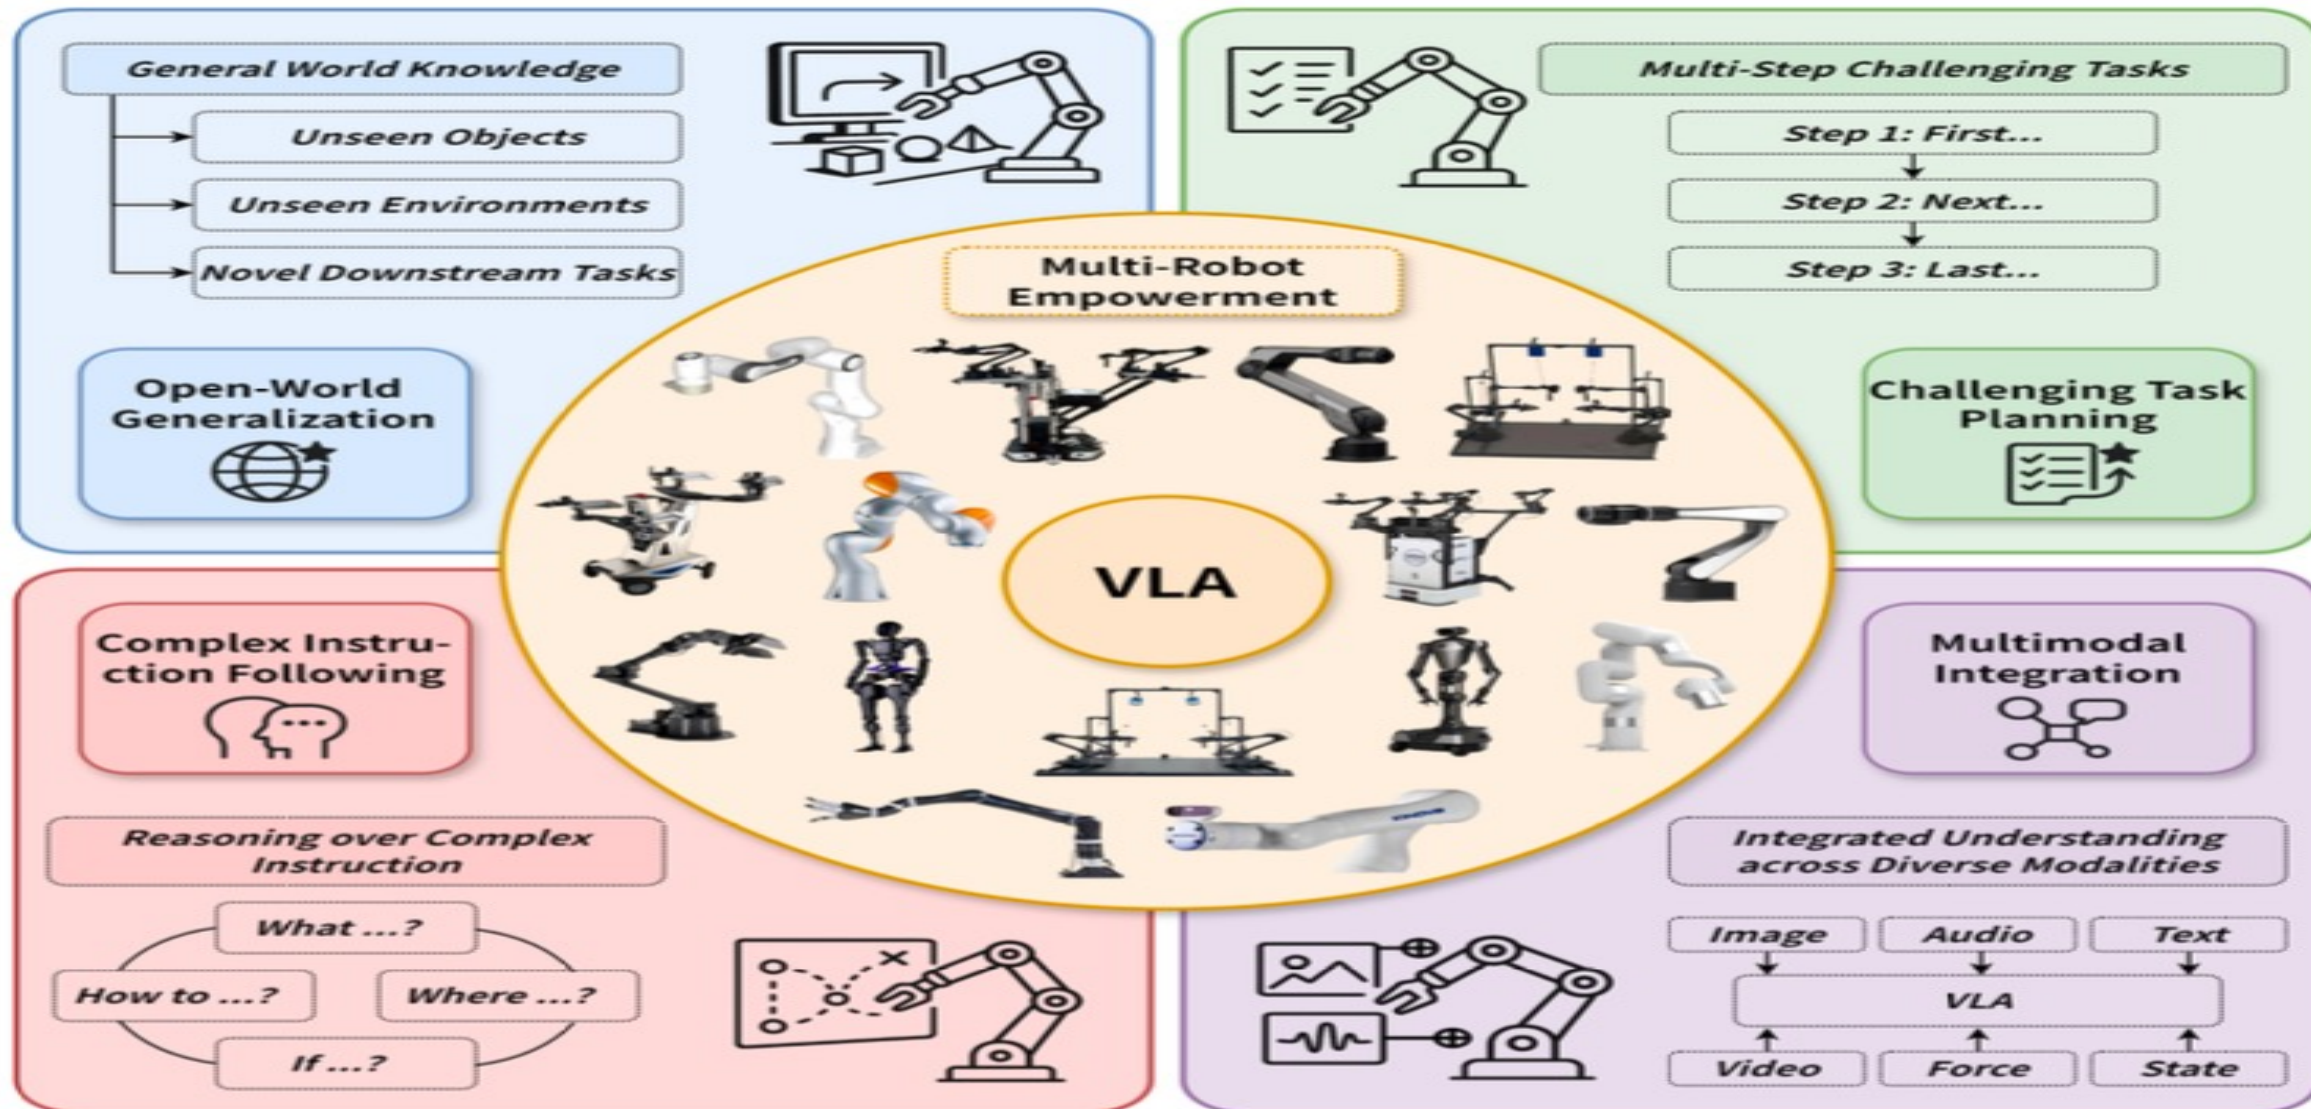 General World Knowledge
Unseen Objects
Unseen Environments
Novel Downstream Tasks
Open-World
Generalization
Multi-Step Challenging Tasks
Step 1: First...
Step 2: Next...
Step 3: Last...
Challenging Task
Planning
Multi-Robot
Empowerment
VLA
Complex Instru-
ction Following
Reasoning over Complex
Instruction
What ...?
How to ...?
Where ...?
If ...?
Multimodal
Integration
Integrated Understanding
across Diverse Modalities
Image
Audio
Text
VLA
Video
Force
State